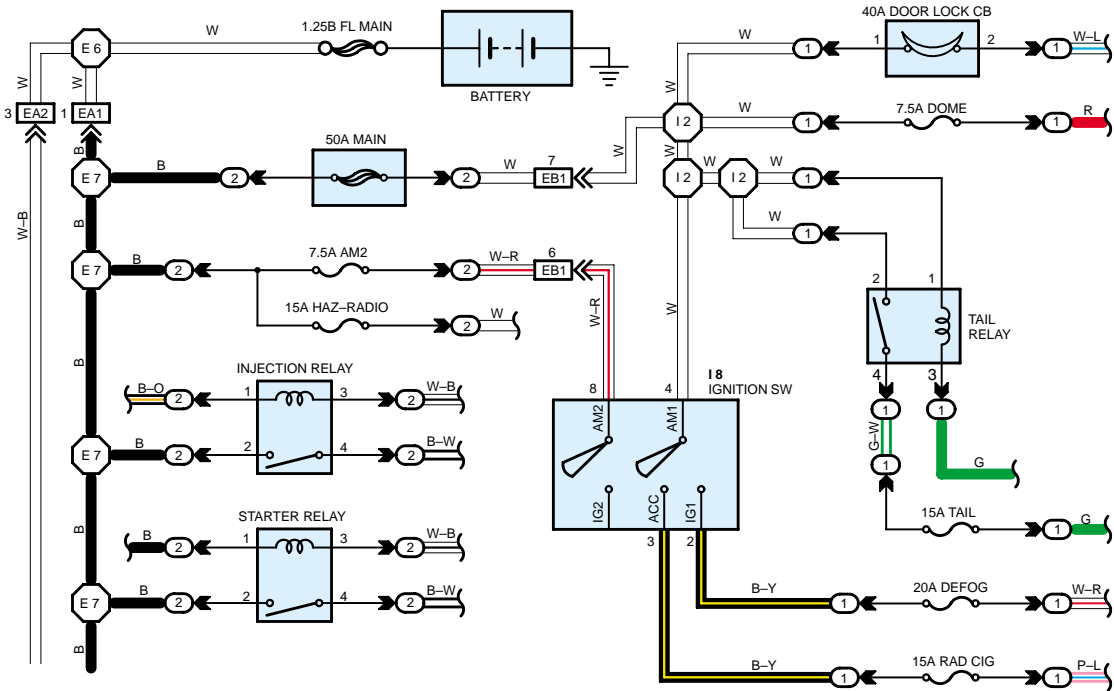 40A DOOR LOCK CB
W
1.25B FL MAIN
W
E 6
1
1
2
1
W–L
BATTERY
W
W
W
3
EA2
1
EA1
7.5A DOME
W
R
I 2
1
1
B
50A MAIN
7
W
W
B
W
W
W
E 7
2
2
EB1
I 2
I 2
1
W
1
W–B
B
7.5A AM2
6
B
W–R
E 7
2
2
EB1
2
1
15A HAZ–RADIO
W
W–R
W
2
TAIL
RELAY
B
INJECTION RELAY
4
3
I 8
IGNITION SW
B–O
W–B
2
1
3
2
8
4
1
1
AM2
AM1
G–W
B
B–W
E 7
2
2
4
2
1
G
IG2
ACC
IG1
15A TAIL
G
1
STARTER RELAY
B
B
W–B
2
1
3
2
3
2
B
B–W
B–Y
20A DEFOG
W–R
E 7
2
2
4
2
1
1
B
B–Y
15A RAD CIG
P–L
1
1